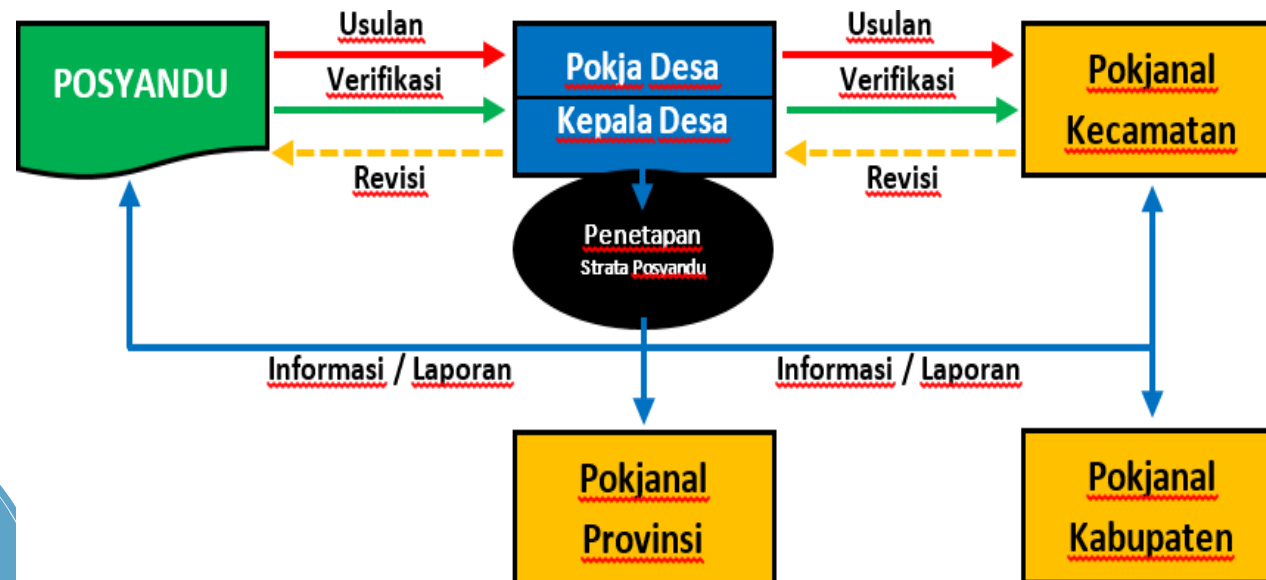 Usulan
Usulan
POSYANDU
Pokja Desa
Pokjanal
Verifikasi
Verifikasi
Kepala Desa
Kecamatan
Revisi
Revisi
Penetapan
Strata Posyandu
Informasi / Laporan
Informasi / Laporan
Pokjanal
Provinsi
Pokjanal
Kabupaten